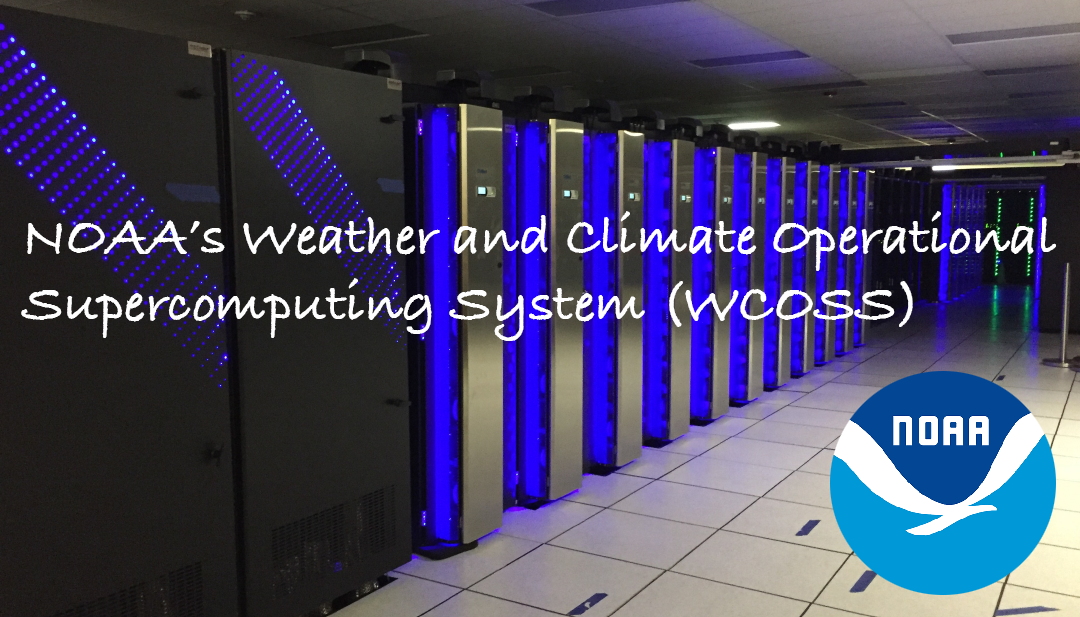 NOAA's Weather and Climate Operational
Supercomputing System (WCOSS)
NOAA